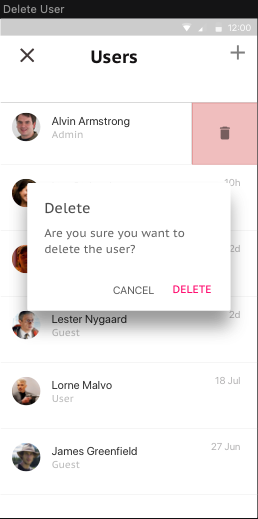 Delete User
12:00
Users
Alvin Armstrong
Admin
10h
Delete
Are you sure you want to
delete the user?
2d
CANCEL
DELETE
Lester Nygaard
2d
Guest
Lorne Malvo
18 Jul
User
James Greenfield
27 Jun
Guest